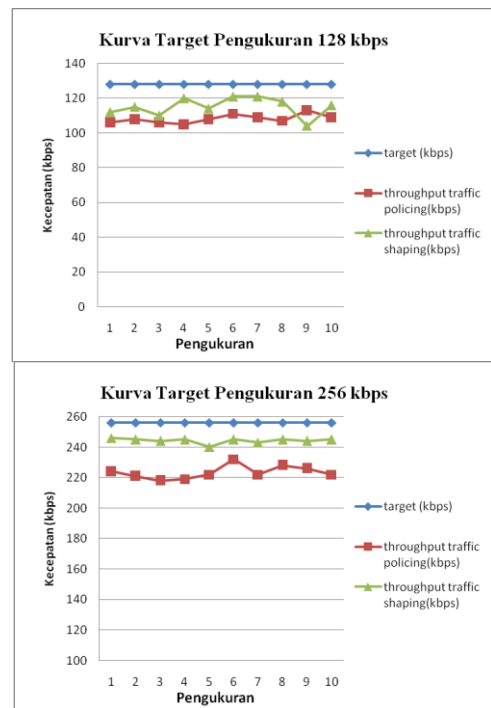 Kurva Target Pengukuran 128 kbps
140
120
100
80
60
40
20
0
Kecepatan (kbps)
1 2 3 4 5 6 7 8 9 10
Pengukuran
target (kbps)
throughput traffic
policing(kbps)
throughput traffic
shaping(kbps)
Kurva Target Pengukuran 256 kbps
260
240
220
200
180
160
140
120
100
Kecepatan (kbps)
1 2 3 4 5 6 7 8 9 10
Pengukuran
target (kbps)
throughput traffic
policing(kbps)
throughput traffic
shaping(kbps)